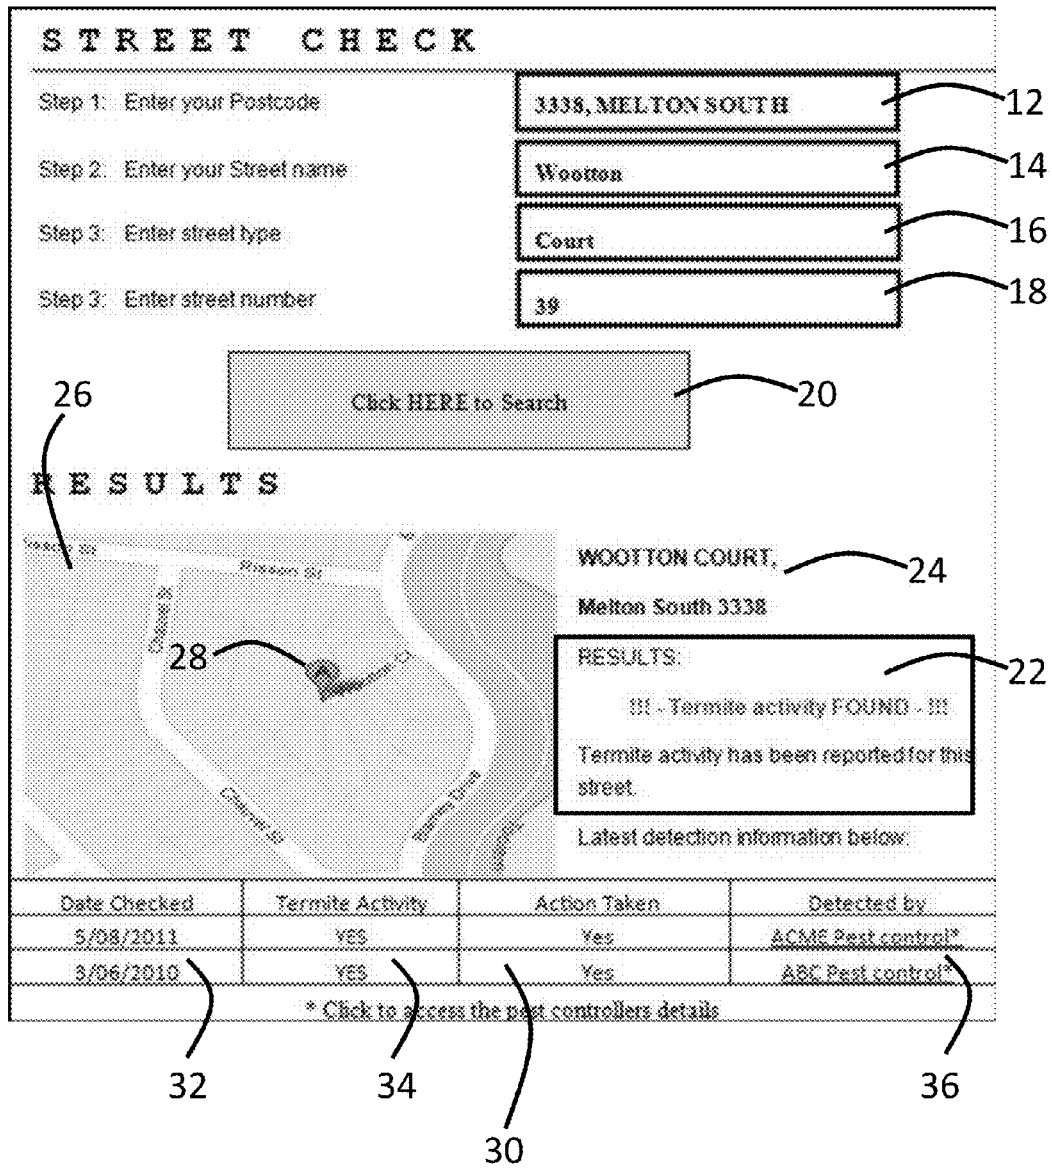 STREET CHECK
Step 1: Enter your Postcode 3338, MELTON SOUTH 12
Step 2: Enter your Street name Wootton 14
Step 3: Enter street type Court 16
Step 3: Enter street number 39 18
Click HERE to Search 20
26
RESULTS
WOOTTON COURT, 24
Melton South 3338
28
RESULTS: 22
!!! - Termite activity FOUND - !!!
Termite activity has been reported for this
street.
Latest detection information below:
Date Checked Termite Activity Action Taken Detected by
5/08/2011 YES Yes ACME Pest control*
3/06/2010 YES Yes ABC Pest control*
* Click to access the pest controllers details
32 34 36
30